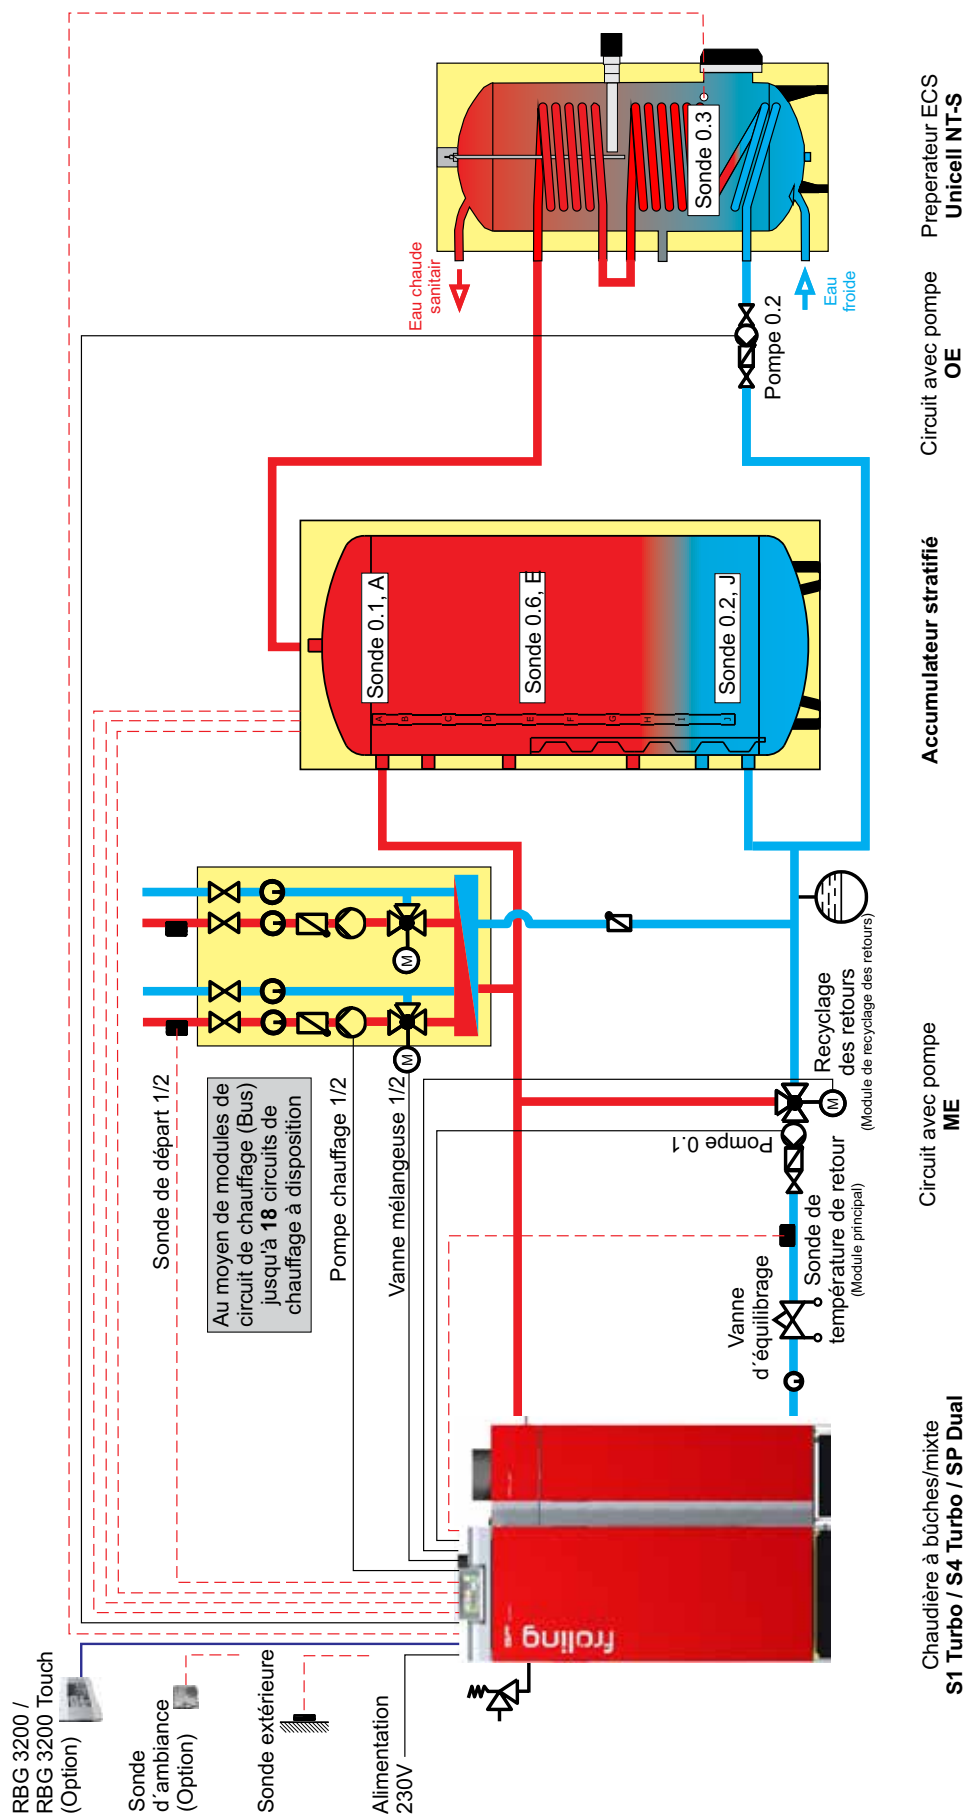 RBG 3200 /
RBG 3200 Touch
(Option)
Sonde
d´ambiance
(Option)
Sonde extérieure
Alimentation
230V
Sonde de départ 1/2
Au moyen de modules de
circuit de chauffage (Bus)
jusqu'à 18 circuits de
chauffage à disposition
Pompe chauffage 1/2
Vanne mélangeuse 1/2
M
M
froling
Vanne
d´équilibrage
Sonde de
température de retour
(Module principal)
Pompe 0.1
M
Recyclage
des retours
(Module de recyclage des retours)
Sonde 0.1, A
Sonde 0.6, E
Sonde 0.2, J
A
B
C
D
E
F
G
H
I
J
Eau chaude
sanitair
Eau
froide
Sonde 0.3
Pompe 0.2
Chaudière à bûches/mixte
S1 Turbo / S4 Turbo / SP Dual
Circuit avec pompe
ME
Accumulateur stratifié
Circuit avec pompe
OE
Preperateur ECS
Unicell NT-S